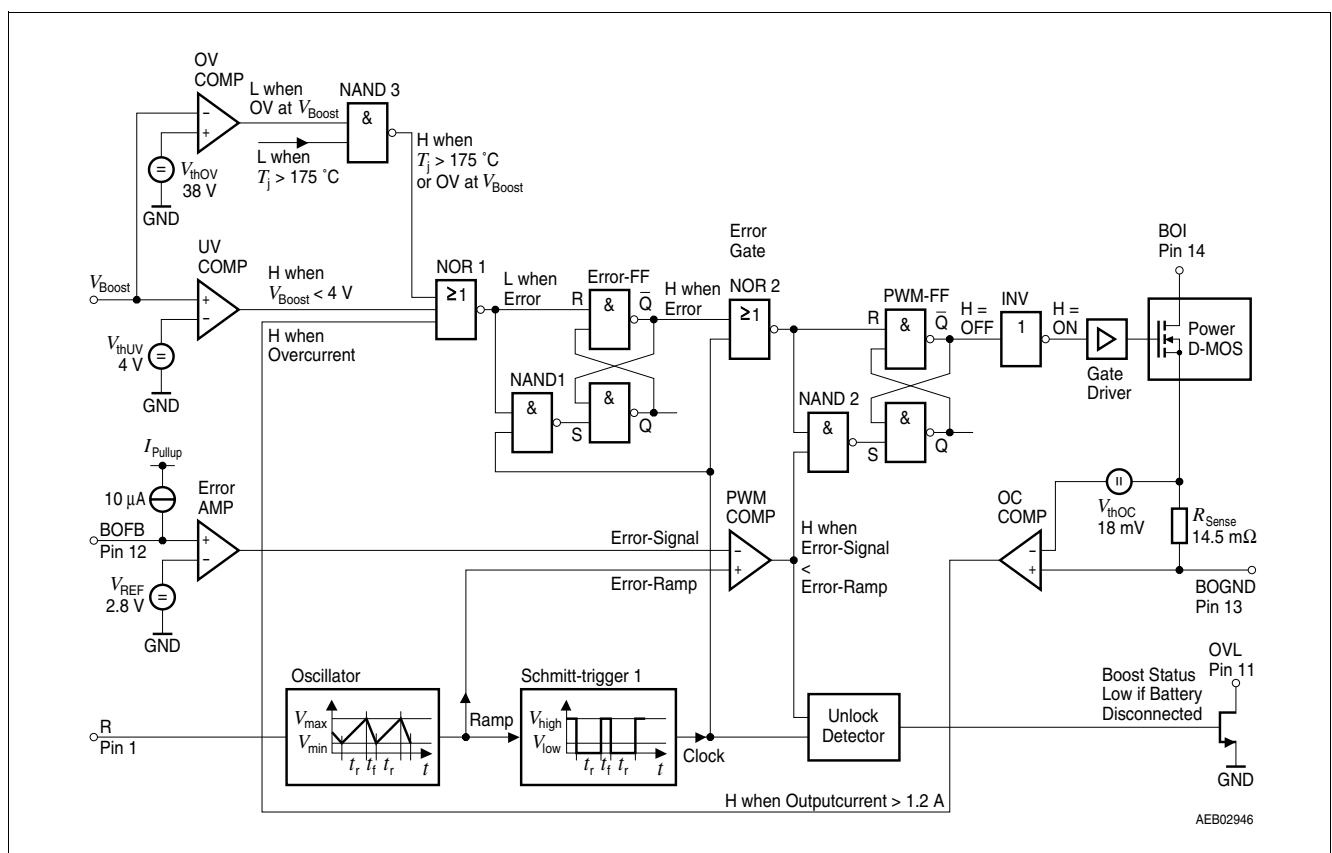 OV
COMP
L when
OV at VBoost
NAND 3
&
−
+
L when
Tj > 175 ˚C
H when
Tj > 175 ˚C
or OV at VBoost
=
VthOV
38 V
GND
UV
COMP
VBoost
+
−
H when
VBoost < 4 V
H when
Overcurrent
=
VthUV
4 V
GND
NOR 1
≥1
L when
Error
Error-FF
R
&
Q̄
H when
Error
NAND1
&
S
&
Q
Error
Gate
NOR 2
≥1
PWM-FF
R
&
Q̄
H =
OFF
INV
1
H =
ON
Gate
Driver
BOI
Pin 14
Power
D-MOS
NAND 2
&
S
&
Q
IPullup
10 µA
BOFB
Pin 12
Error
AMP
+
−
=
VREF
2.8 V
GND
Error-Signal
Error-Ramp
PWM
COMP
−
+
H when
Error-Signal
<
Error-Ramp
OC
COMP
−
+
=
VthOC
18 mV
RSense
14.5 mΩ
BOGND
Pin 13
R
Pin 1
Oscillator
Vmax
Vmin
tr tf tr t
Ramp
Schmitt-trigger 1
Vhigh
Vlow
tr tf tr t
Clock
Unlock
Detector
Boost Status
Low if Battery
Disconnected
OVL
Pin 11
GND
H when Outputcurrent > 1.2 A
AEB02946